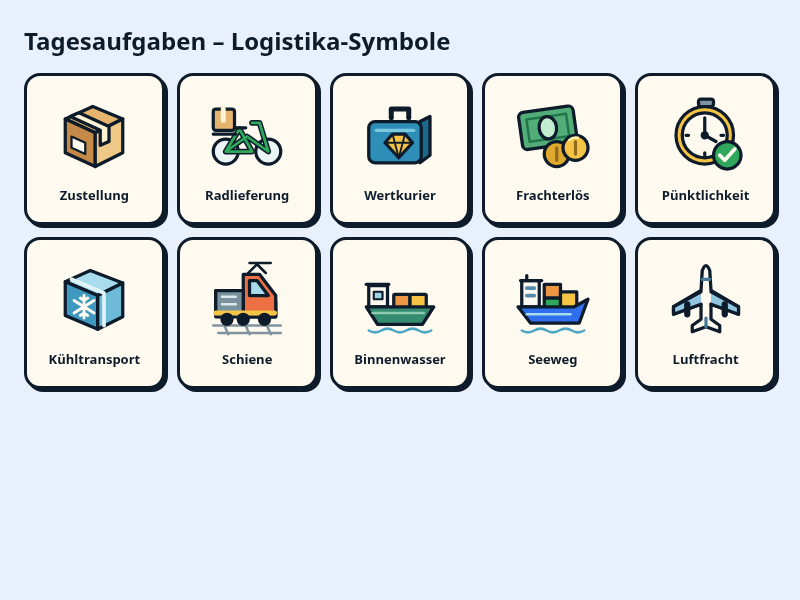 Tagesaufgaben – Logistika-Symbole
Zustellung
Radlieferung
Wertkurier
Frachterlös
Pünktlichkeit
Kühltransport
Schiene
Binnenwasser
Seeweg
Luftfracht